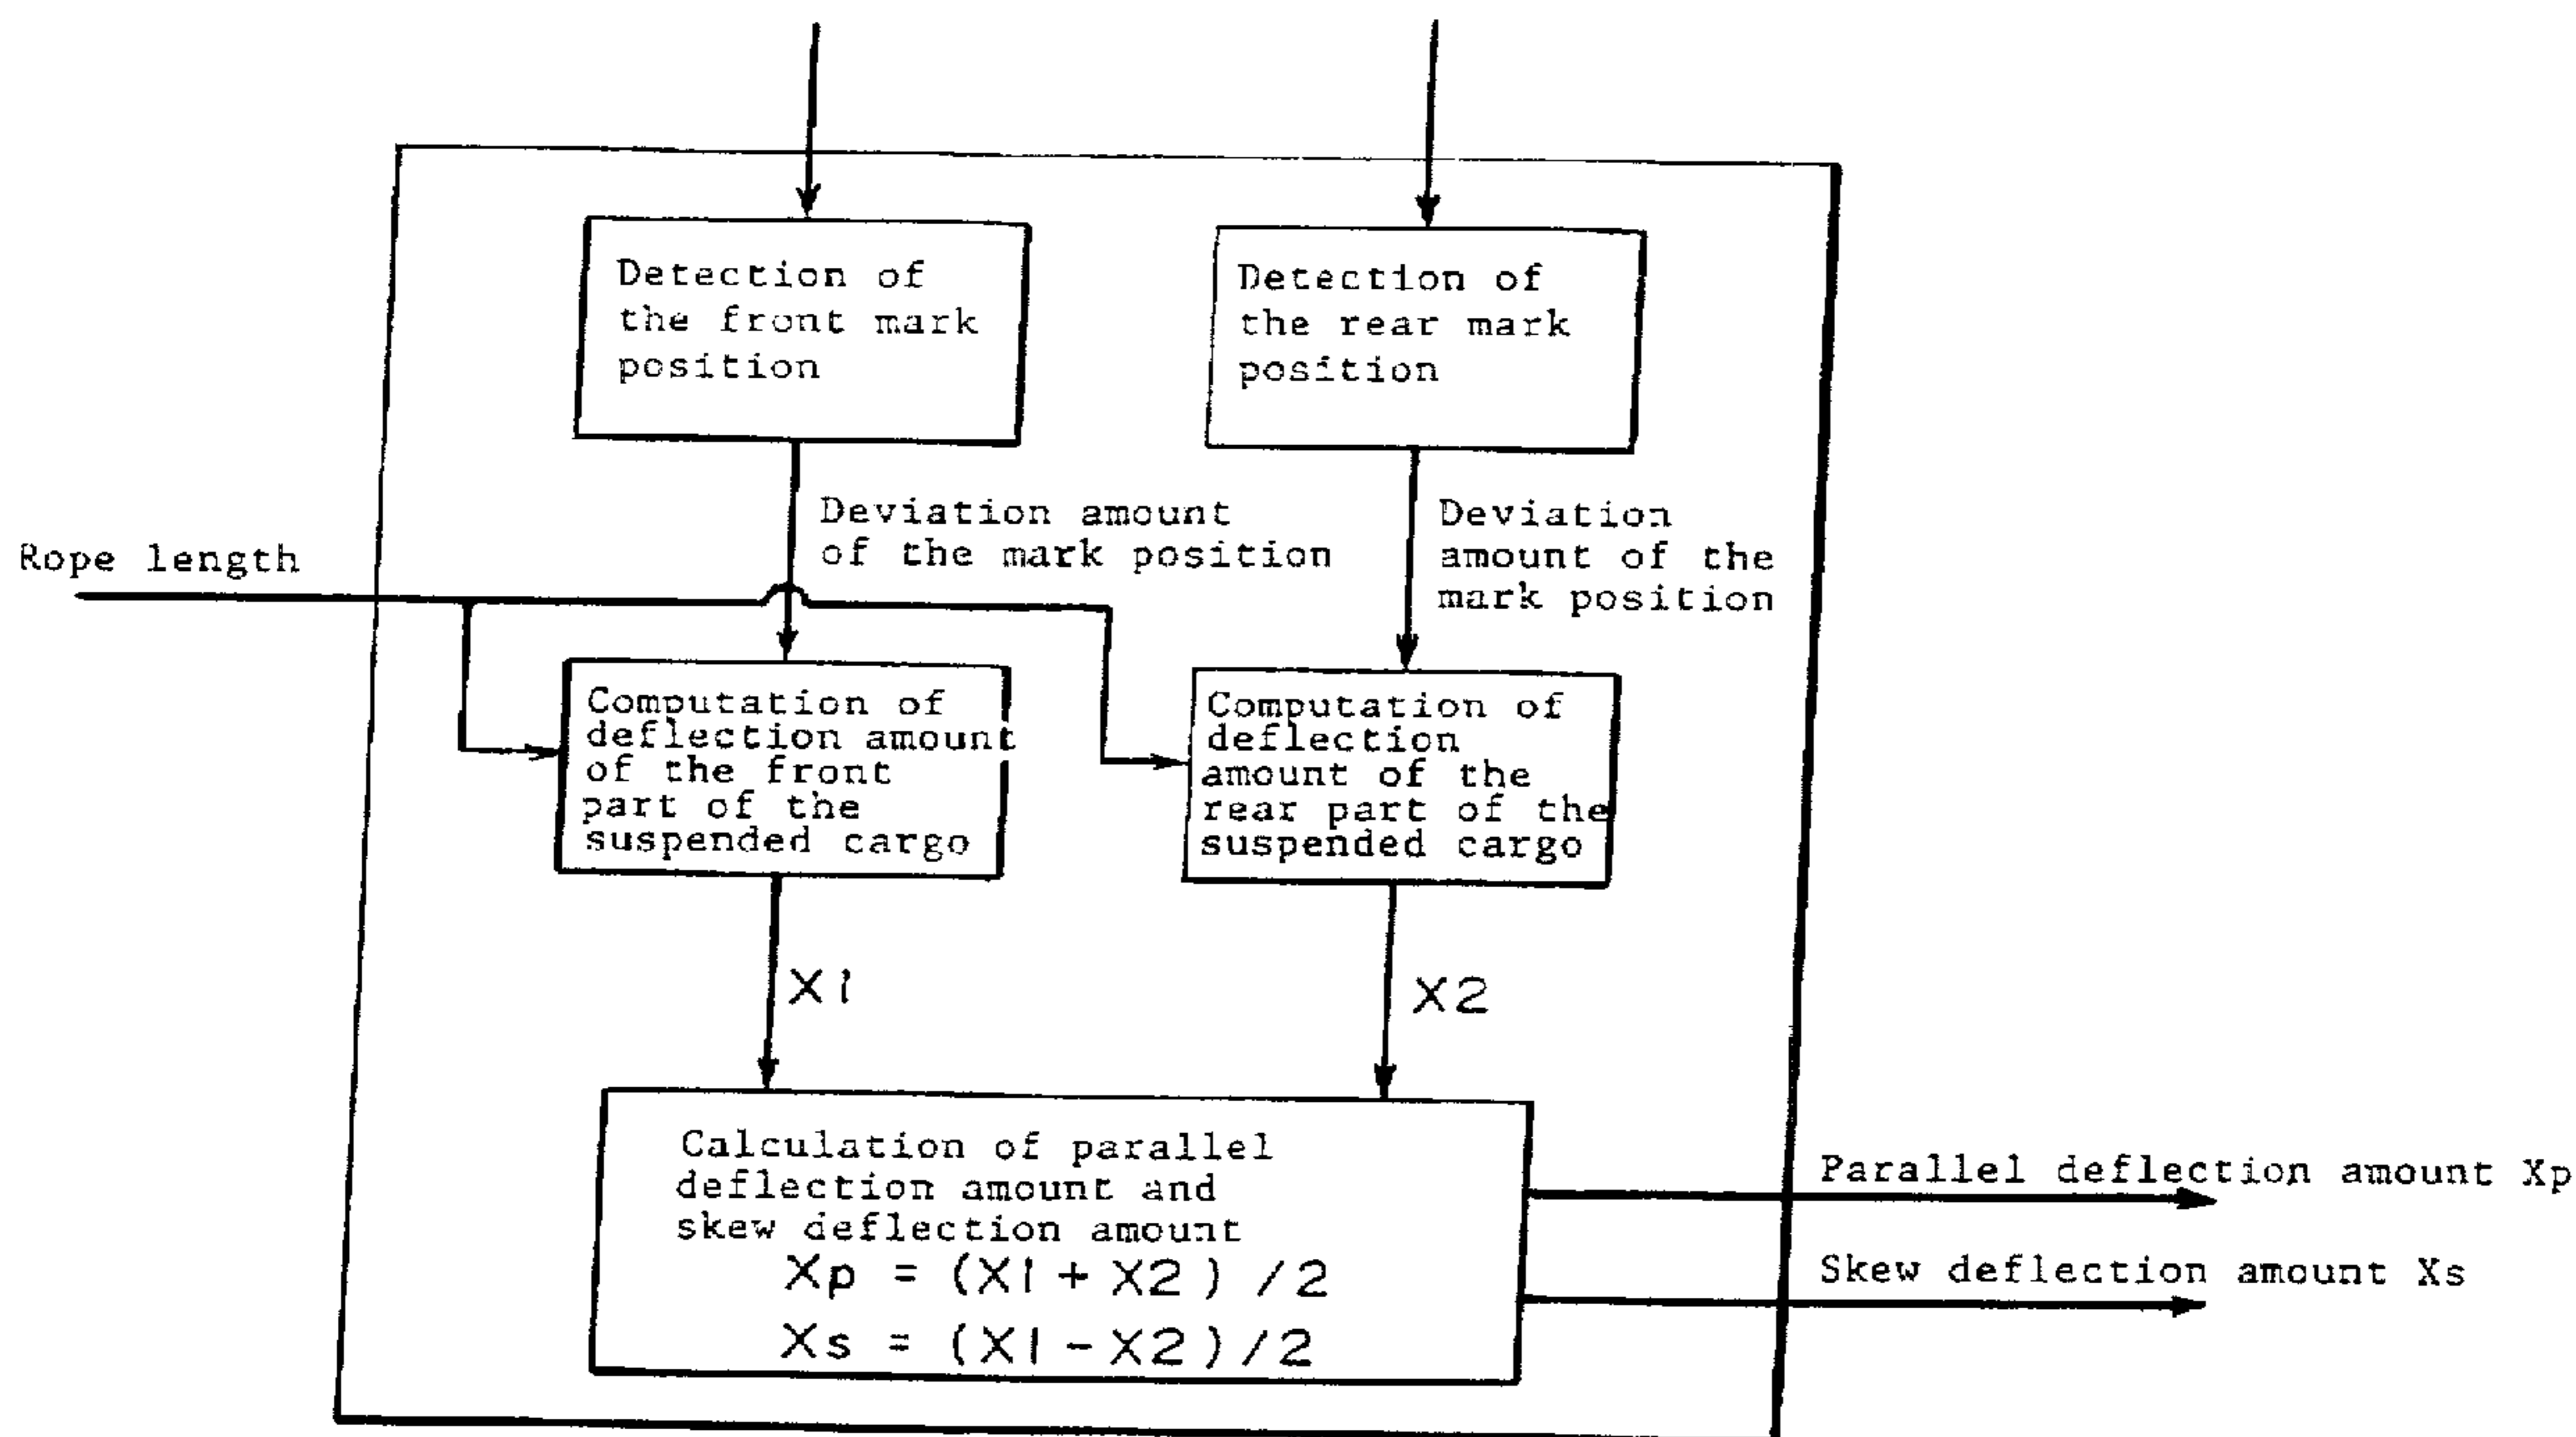 Detection of
the front mark
position
Detection of
the rear mark
position
Deviation amount
of the mark position
Deviation
amount of the
mark position
Rope length
Computation of
deflection amount
of the front
part of the
suspended cargo
Computation of
deflection
amount of the
rear part of the
suspended cargo
X1
X2
Calculation of parallel
deflection amount and
skew deflection amount
Xp = (X1 + X2) /2
Xs = (X1 - X2)/2
Parallel deflection amount Xp
Skew deflection amount Xs